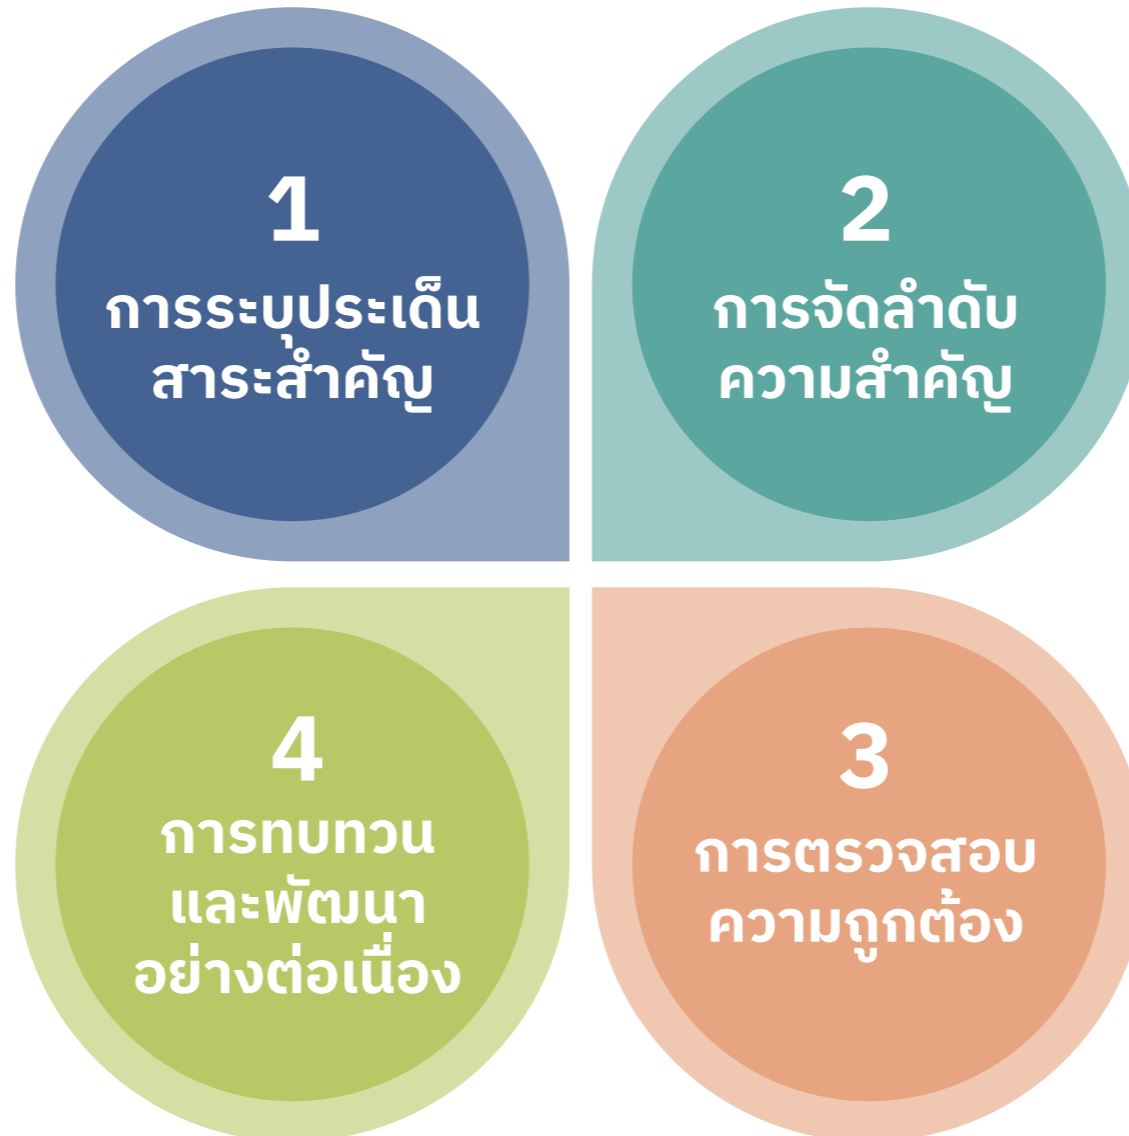 1
การระบุประเด็น
สาระสำคัญ
2
การจัดลำดับ
ความสำคัญ
3
การตรวจสอบ
ความถูกต้อง
4
การทบทวน
และพัฒนา
อย่างต่อเนื่อง